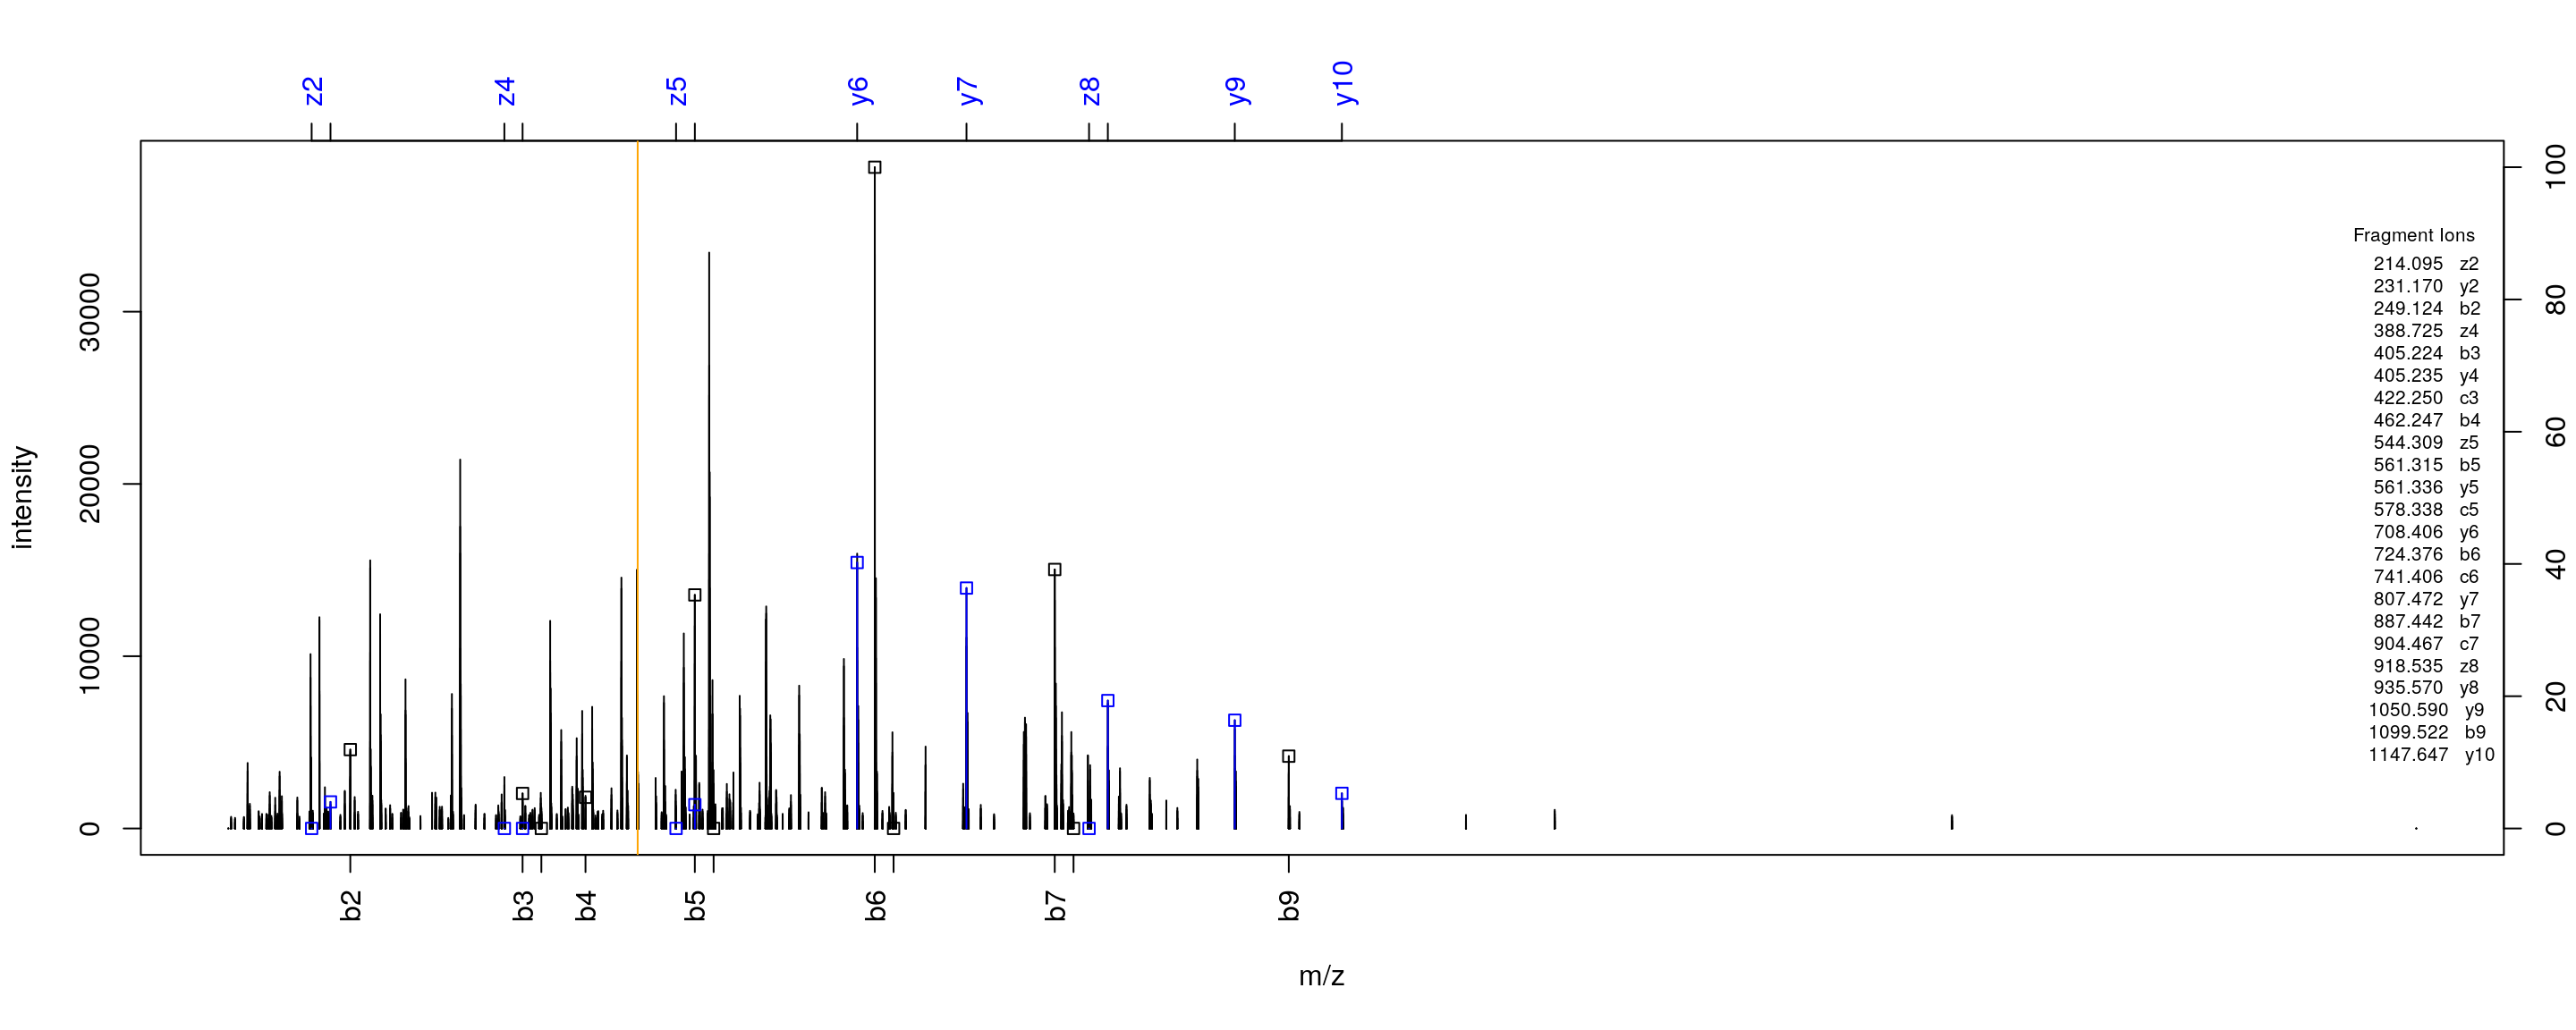 z2 z4 z5 y6 y7 z8 y9 y10
intensity
0 10000 20000 30000
0 20 40 60 80 100
Fragment Ions
214.095 z2
231.170 y2
249.124 b2
388.725 z4
405.224 b3
405.235 y4
422.250 c3
462.247 b4
544.309 z5
561.315 b5
561.336 y5
578.338 c5
708.406 y6
724.376 b6
741.406 c6
807.472 y7
887.442 b7
904.467 c7
918.535 z8
935.570 y8
1050.590 y9
1099.522 b9
1147.647 y10
b2 b3 b4 b5 b6 b7 b9
m/z